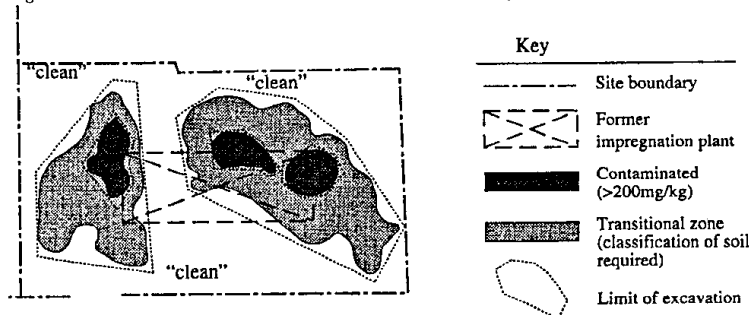 "clean"
"clean"
"clean"
Key
Site boundary
Former
impregnation plant
Contaminated
(>200mg/kg)
Transitional zone
(classification of soil
required)
Limit of excavation